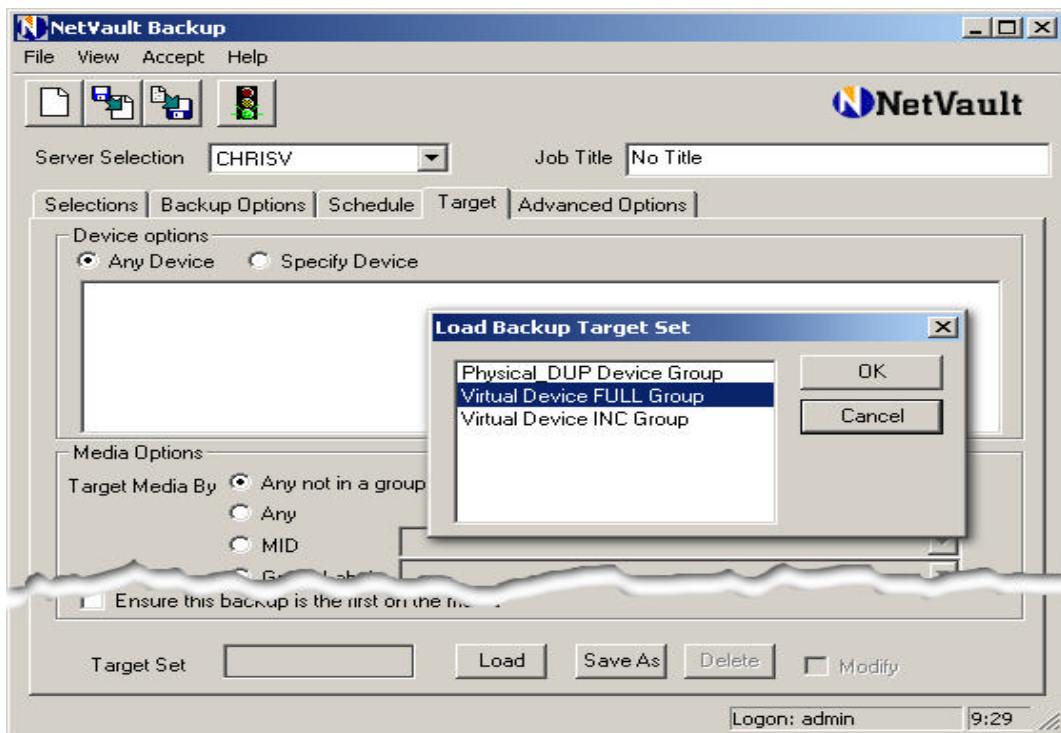 NetVault Backup
File View Accept Help
NetVault
Server Selection CHRISV Job Title No Title
Selections Backup Options Schedule Target Advanced Options
Device options
Any Device Specify Device
Load Backup Target Set
Physical_DUP Device Group
Virtual Device FULL Group
Virtual Device INC Group
OK
Cancel
Media Options
Target Media By Any not in a group
Any
MID
Ensure this backup is the first on the
Target Set Load Save As Delete Modify
Logon: admin 9:29